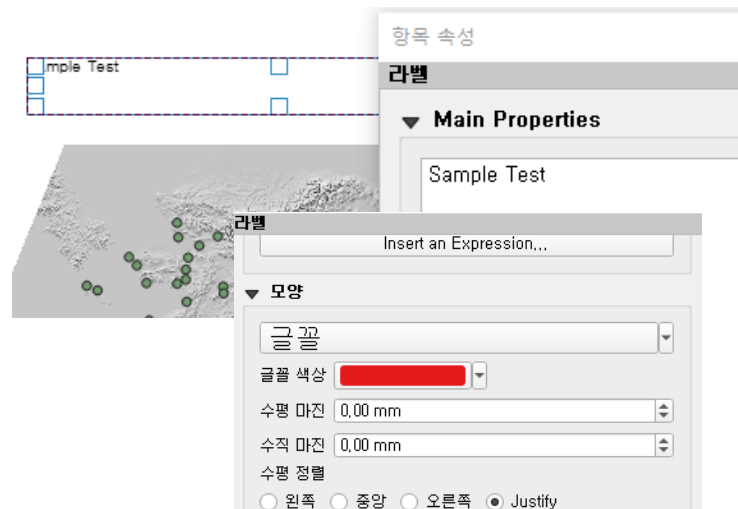 항목 속성
mple Test
라벨
Main Properties
Sample Test
라벨
Insert an Expression...
모양
글꼴
글꼴 색상
수평 마진 0.00 mm
수직 마진 0.00 mm
수평 정렬
왼쪽 중앙 오른쪽 Justify